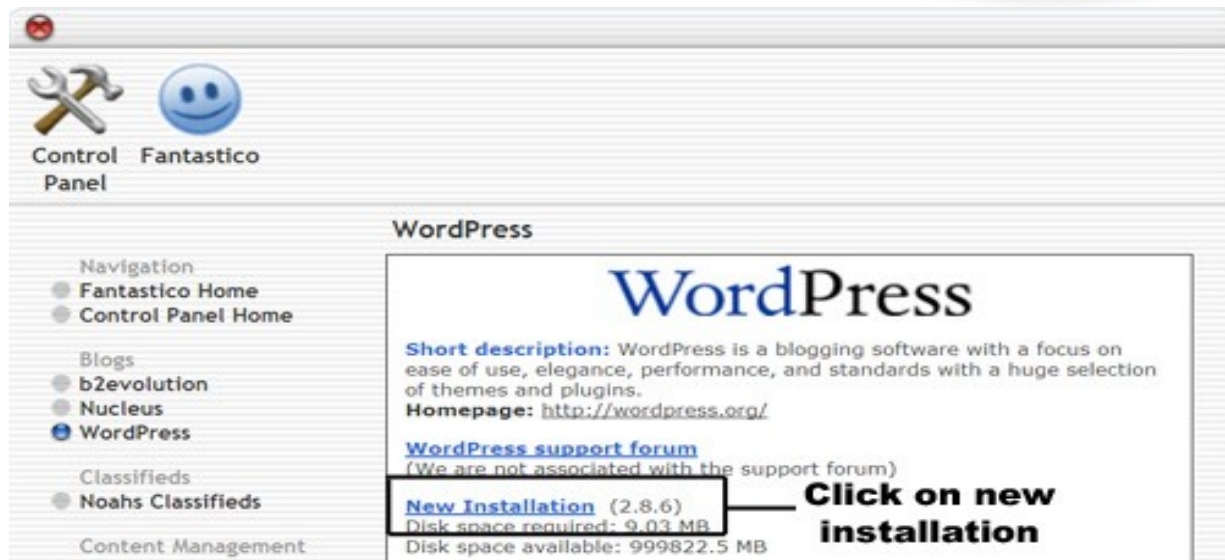 Control Panel
Fantastico
WordPress
Navigation
Fantastico Home
Control Panel Home
Blogs
b2evolution
Nucleus
WordPress
Classifieds
Noahs Classifieds
Content Management
WordPress
Short description: WordPress is a blogging software with a focus on
ease of use, elegance, performance, and standards with a huge selection
of themes and plugins.
Homepage: http://wordpress.org/
WordPress support forum
(We are not associated with the support forum)
New Installation (2.8.6)
Disk space required: 9.03 MB
Disk space available: 999822.5 MB
Click on new
installation